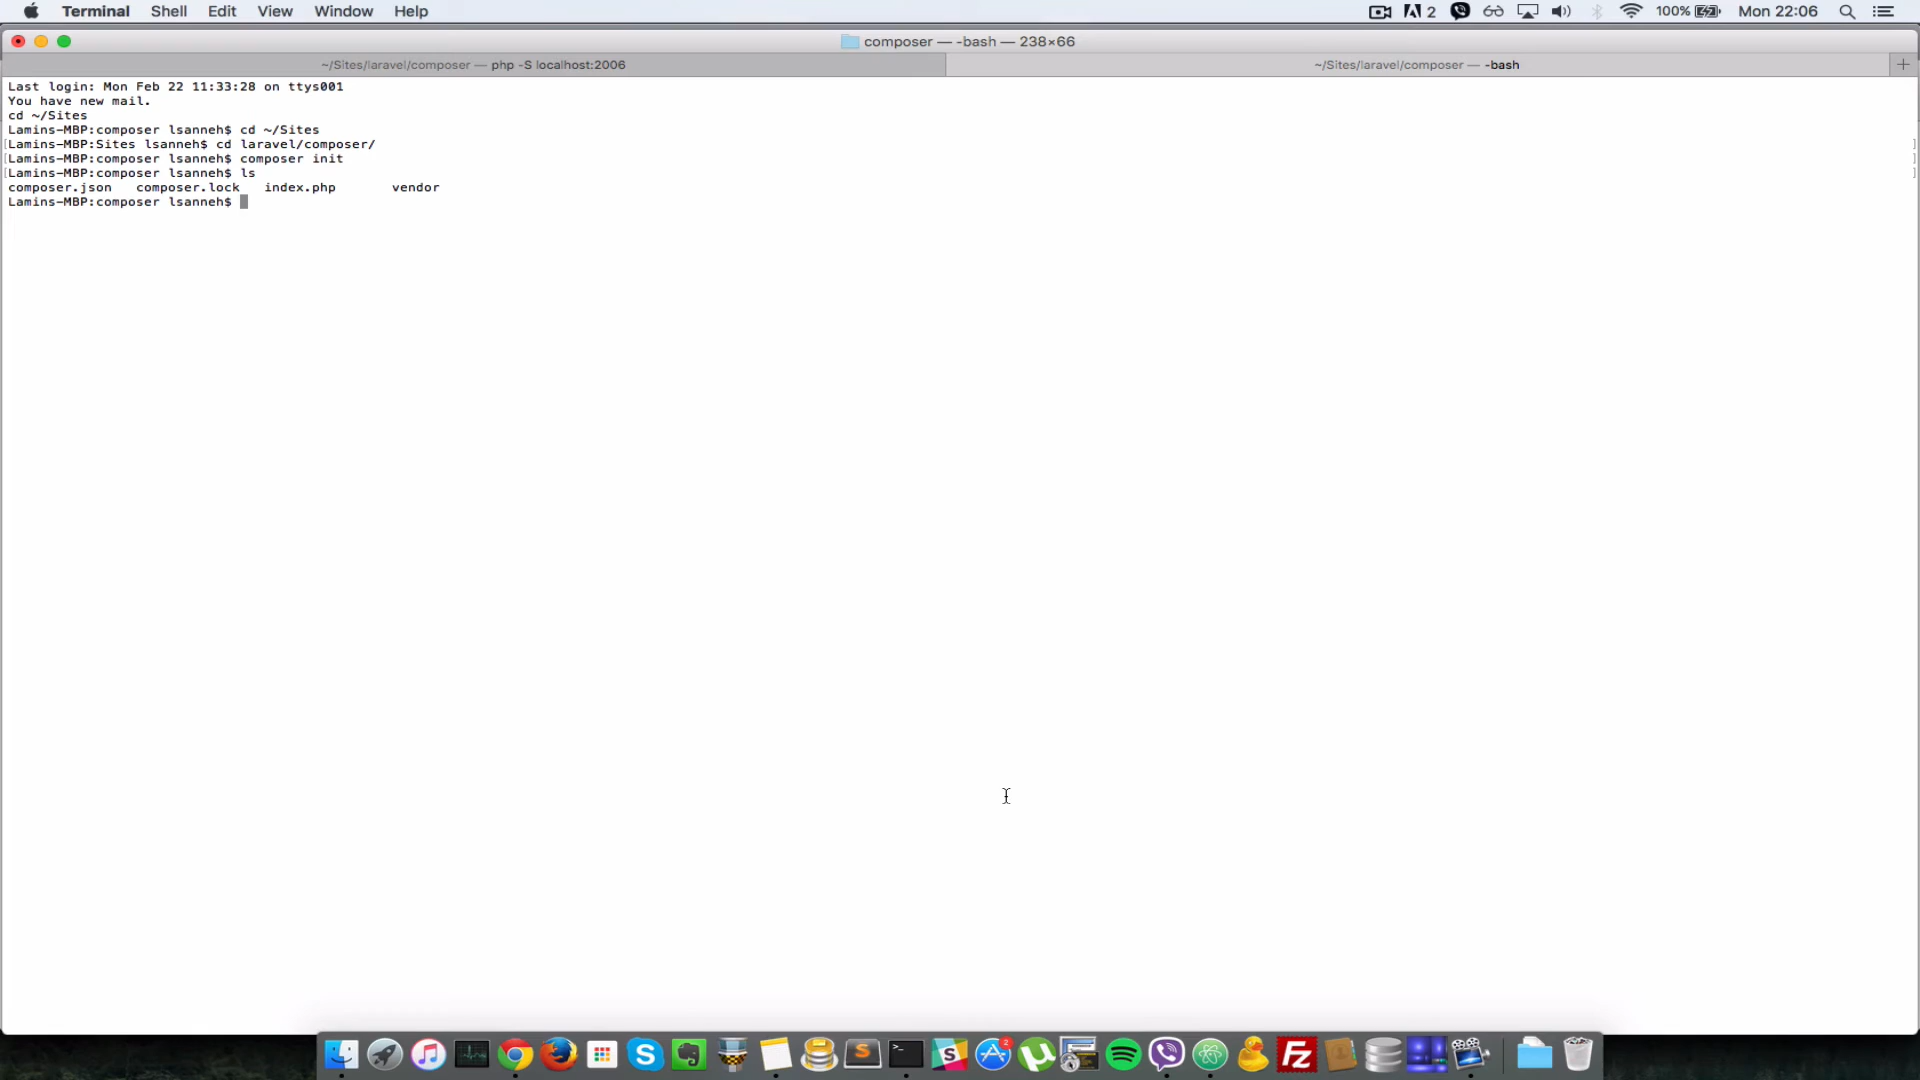 Terminal Shell Edit View Window Help 2 100% Mon 22:06
composer — -bash — 238×66
~/Sites/laravel/composer — php -S localhost:2006 ~/Sites/laravel/composer — -bash
Last login: Mon Feb 22 11:33:28 on ttys001
You have new mail.
cd ~/Sites
Lamins-MBP:composer lsanneh$ cd ~/Sites
[Lamins-MBP:Sites lsanneh$ cd laravel/composer/ ]
[Lamins-MBP:composer lsanneh$ composer init ]
[Lamins-MBP:composer lsanneh$ ls ]
composer.json composer.lock index.php vendor
Lamins-MBP:composer lsanneh$